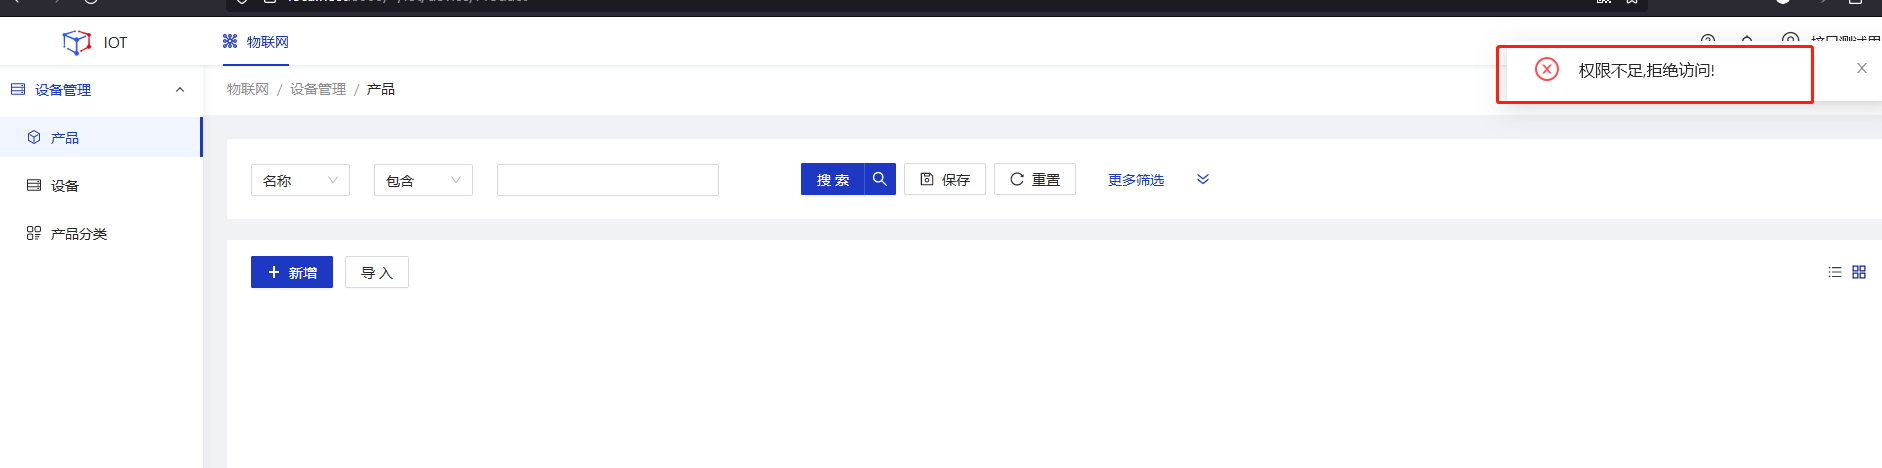 IOT
物联网
设备管理
产品
设备
产品分类
物联网 / 设备管理 / 产品
权限不足,拒绝访问!
名称
包含
搜 索
保存
重置
更多筛选
新增
导 入